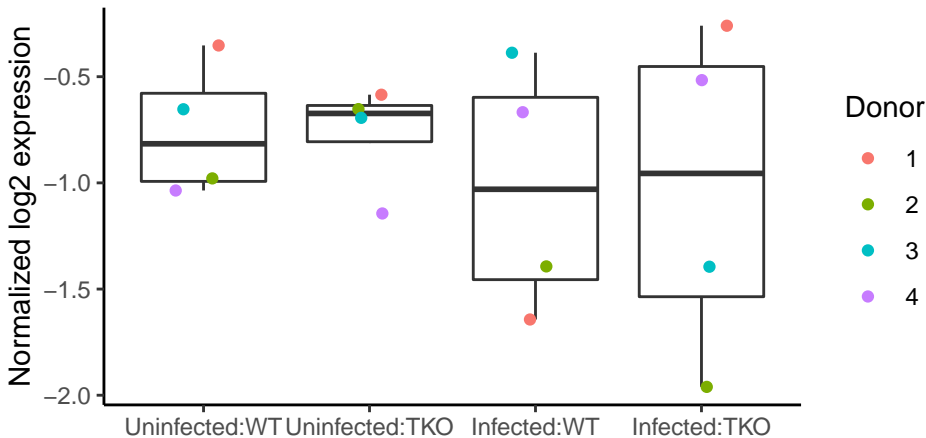 Normalized log2 expression
−0.5
−1.0
−1.5
−2.0
Uninfected:WT Uninfected:TKO Infected:WT Infected:TKO
Donor
1
2
3
4